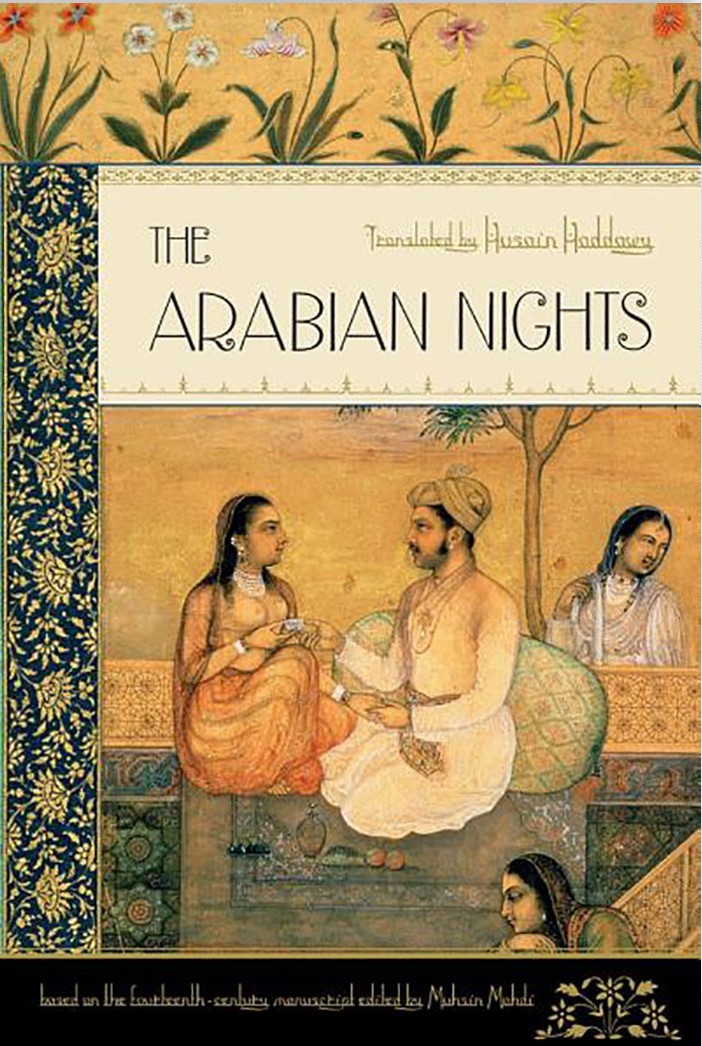 THE
Translated by Husain Haddawy
ARABIAN NIGHTS
based on the fourteenth-century manuscript edited by Muhsin Mahdi